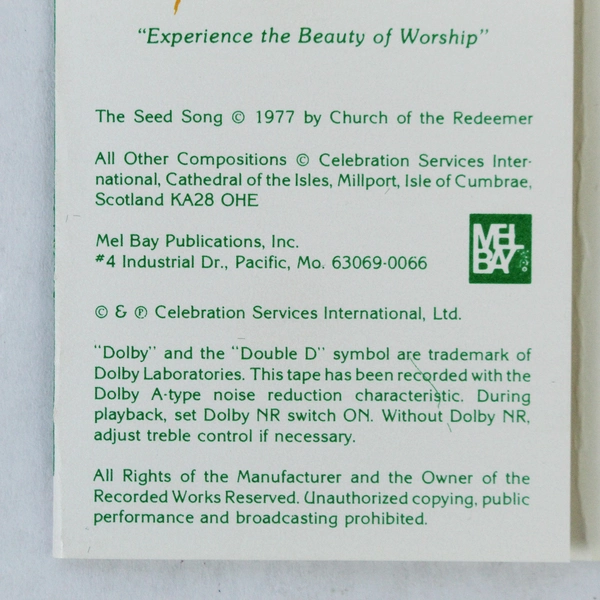 “Experience the Beauty of Worship”
The Seed Song © 1977 by Church of the Redeemer
All Other Compositions © Celebration Services Inter-
national, Cathedral of the Isles, Millport, Isle of Cumbrae,
Scotland KA28 OHE
Mel Bay Publications, Inc.
#4 Industrial Dr., Pacific, Mo. 63069-0066
MEL
BAY
© & ℗ Celebration Services International, Ltd.
“Dolby” and the “Double D” symbol are trademark of
Dolby Laboratories. This tape has been recorded with the
Dolby A-type noise reduction characteristic. During
playback, set Dolby NR switch ON. Without Dolby NR,
adjust treble control if necessary.
All Rights of the Manufacturer and the Owner of the
Recorded Works Reserved. Unauthorized copying, public
performance and broadcasting prohibited.